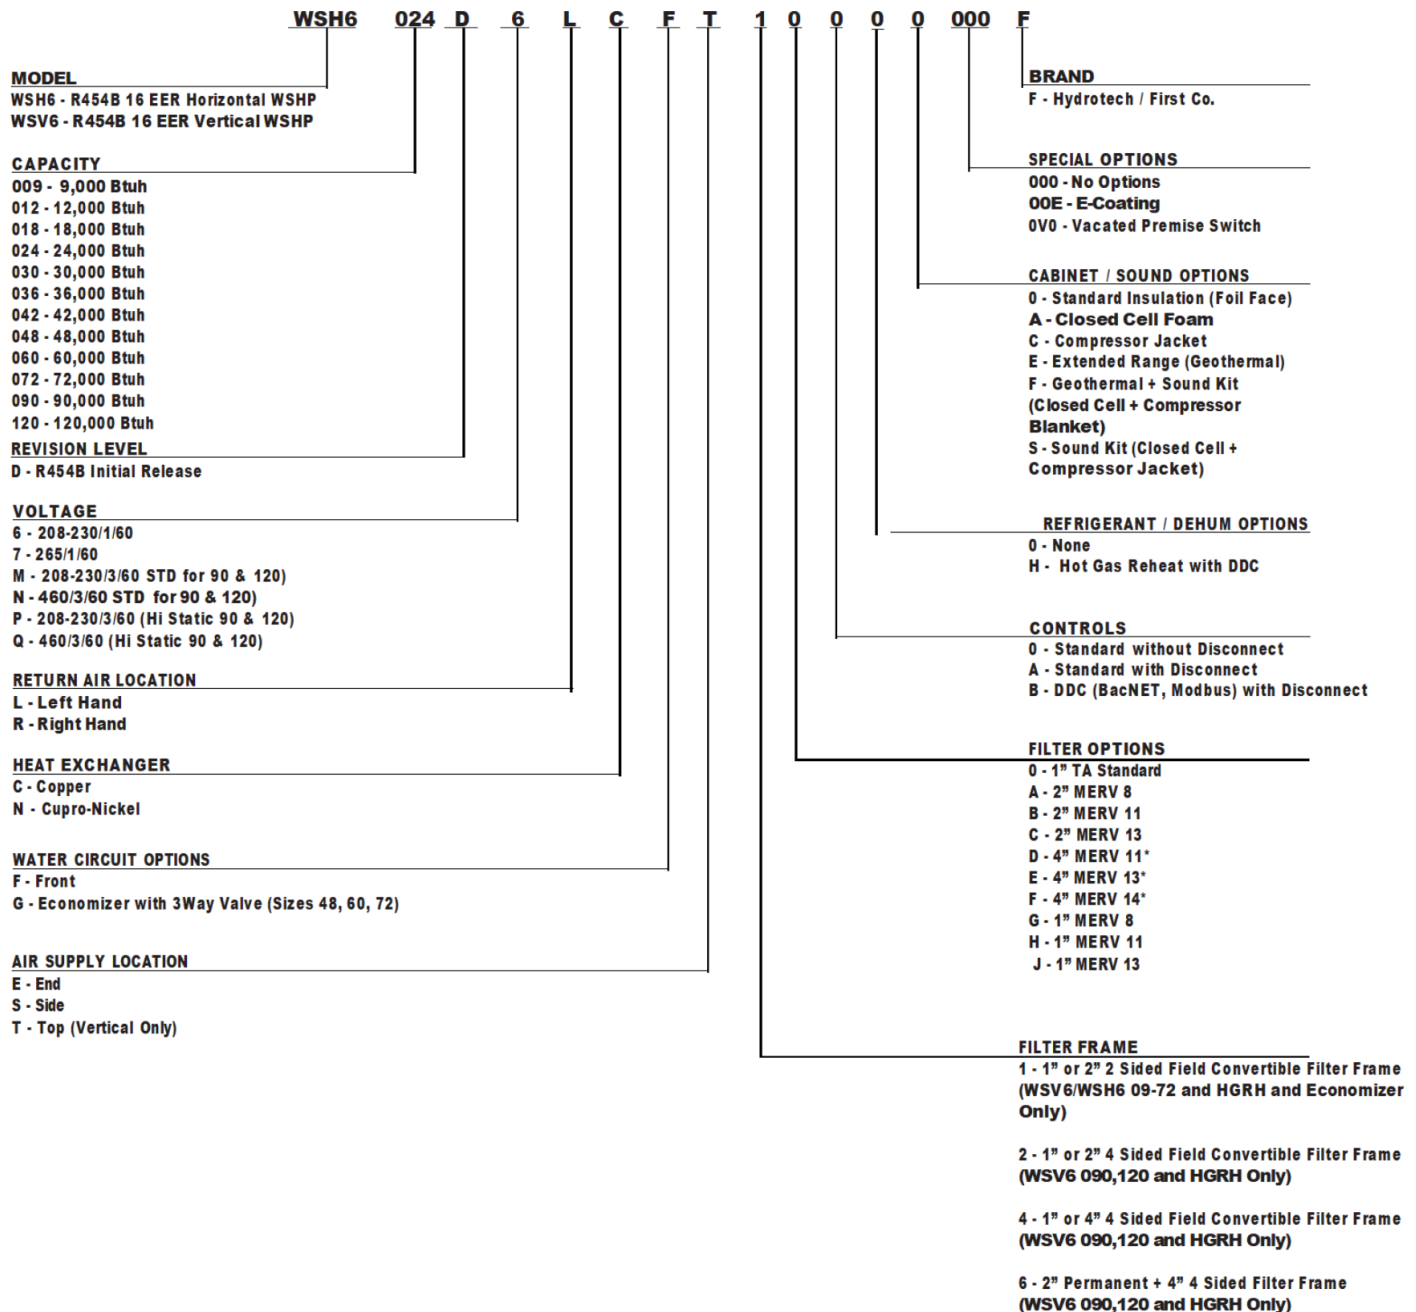 WSH6 024 D 6 L C F T 1 0 0 0 0 000 F
MODEL
WSH6 - R454B 16 EER Horizontal WSHP
WSV6 - R454B 16 EER Vertical WSHP
CAPACITY
009 - 9,000 Btuh
012 - 12,000 Btuh
018 - 18,000 Btuh
024 - 24,000 Btuh
030 - 30,000 Btuh
036 - 36,000 Btuh
042 - 42,000 Btuh
048 - 48,000 Btuh
060 - 60,000 Btuh
072 - 72,000 Btuh
090 - 90,000 Btuh
120 - 120,000 Btuh
REVISION LEVEL
D - R454B Initial Release
VOLTAGE
6 - 208-230/1/60
7 - 265/1/60
M - 208-230/3/60 STD for 90 & 120)
N - 460/3/60 STD for 90 & 120)
P - 208-230/3/60 (Hi Static 90 & 120)
Q - 460/3/60 (Hi Static 90 & 120)
RETURN AIR LOCATION
L - Left Hand
R - Right Hand
HEAT EXCHANGER
C - Copper
N - Cupro-Nickel
WATER CIRCUIT OPTIONS
F - Front
G - Economizer with 3Way Valve (Sizes 48, 60, 72)
AIR SUPPLY LOCATION
E - End
S - Side
T - Top (Vertical Only)
BRAND
F - Hydrotech / First Co.
SPECIAL OPTIONS
000 - No Options
00E - E-Coating
0V0 - Vacated Premise Switch
CABINET / SOUND OPTIONS
0 - Standard Insulation (Foil Face)
A - Closed Cell Foam
C - Compressor Jacket
E - Extended Range (Geothermal)
F - Geothermal + Sound Kit
(Closed Cell + Compressor
Blanket)
S - Sound Kit (Closed Cell +
Compressor Jacket)
REFRIGERANT / DEHUM OPTIONS
0 - None
H - Hot Gas Reheat with DDC
CONTROLS
0 - Standard without Disconnect
A - Standard with Disconnect
B - DDC (BacNET, Modbus) with Disconnect
FILTER OPTIONS
0 - 1” TA Standard
A - 2” MERV 8
B - 2” MERV 11
C - 2” MERV 13
D - 4” MERV 11*
E - 4” MERV 13*
F - 4” MERV 14*
G - 1” MERV 8
H - 1” MERV 11
J - 1” MERV 13
FILTER FRAME
1 - 1” or 2” 2 Sided Field Convertible Filter Frame
(WSV6/WSH6 09-72 and HGRH and Economizer
Only)
2 - 1” or 2” 4 Sided Field Convertible Filter Frame
(WSV6 090,120 and HGRH Only)
4 - 1” or 4” 4 Sided Field Convertible Filter Frame
(WSV6 090,120 and HGRH Only)
6 - 2” Permanent + 4” 4 Sided Filter Frame
(WSV6 090,120 and HGRH Only)